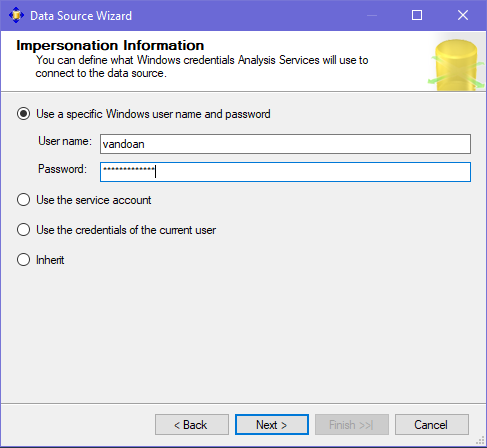 Data Source Wizard
Impersonation Information
You can define what Windows credentials Analysis Services will use to
connect to the data source.
Use a specific Windows user name and password
User name: vandoan
Password: *************
Use the service account
Use the credentials of the current user
Inherit
< Back Next > Finish >>| Cancel